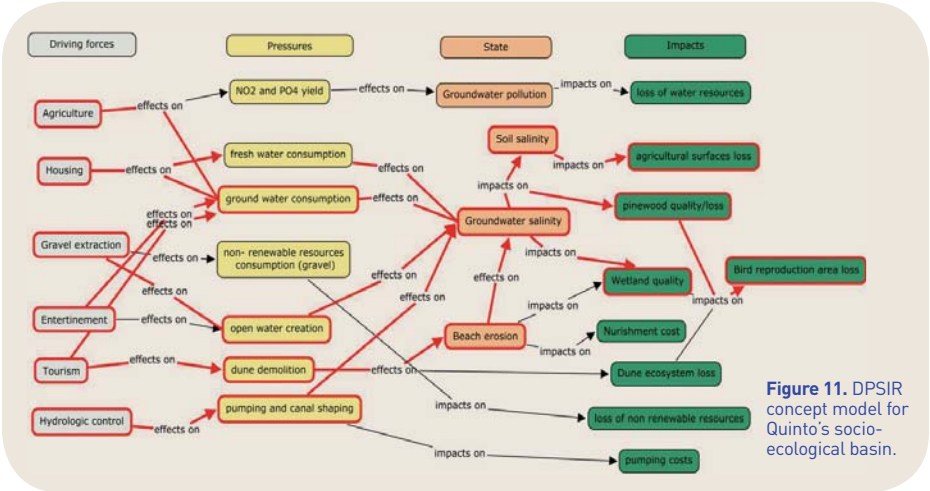 Driving forces
Pressures
State
Impacts
NO2 and PO4 yield
effects on
Groundwater pollution
impacts on
loss of water resources
Agriculture
effects on
Soil salinity
fresh water consumption
impacts on
agricultural surfaces loss
Housing
effects on
effects on
impacts on
ground water consumption
effects on
pinewood quality/loss
effects on
effects on
Groundwater salinity
Gravel extraction
effects on
non- renewable resources
consumption (gravel)
impacts on
effects on
effects on
Bird reproduction area loss
Wetland quality
effects on
effects on
impacts on
impacts on
Entertinement
effects on
open water creation
Beach erosion
Nurishment cost
impacts on
Tourism
effects on
dune demolition
effects on
Dune ecosystem loss
Hydrologic control
effects on
pumping and canal shaping
impacts on
loss of non renewable resources
impacts on
pumping costs
Figure 11. DPSIR
concept model for
Quinto's socio-
ecological basin.